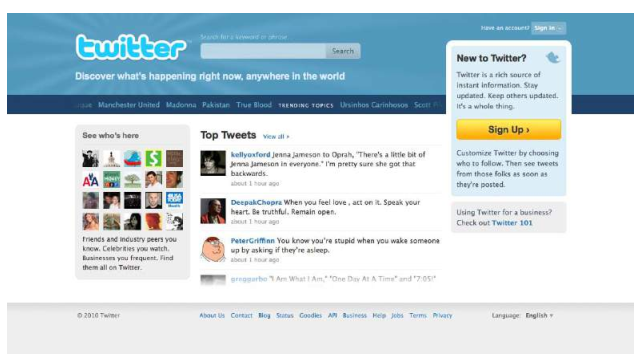 Have an account? Sign in
twitter
Search for a keyword or phrase
Search
Discover what's happening right now, anywhere in the world
Manchester United Madonna Pakistan True Blood TRENDING TOPICS Ursinhos Carinhosos Scott
New to Twitter?
Twitter is a rich source of
instant information. Stay
updated. Keep others updated.
It's a whole thing.
Sign Up ›
Customize Twitter by choosing
who to follow. Then see tweets
from those folks as soon as
they're posted.
Using Twitter for a business?
Check out Twitter 101
See who's here
Friends and industry peers you
know. Celebrities you watch.
Businesses you frequent. Find
them all on Twitter.
Top Tweets View all ›
kellyoxford Jenna Jameson to Oprah, "There's a little bit of
Jenna Jameson in everyone." I'm pretty sure she got that
backwards.
about 1 hour ago
DeepakChopra When you feel love , act on it. Speak your
heart. Be truthful. Remain open.
about 1 hour ago
PeterGriffinn You know you're stupid when you wake someone
up by asking if they're asleep.
about 1 hour ago
"I Am What I Am," "One Day At A Time" and "7:05!"
© 2010 Twitter
About Us Contact Blog Status Goodies API Business Help Jobs Terms Privacy
Language: English